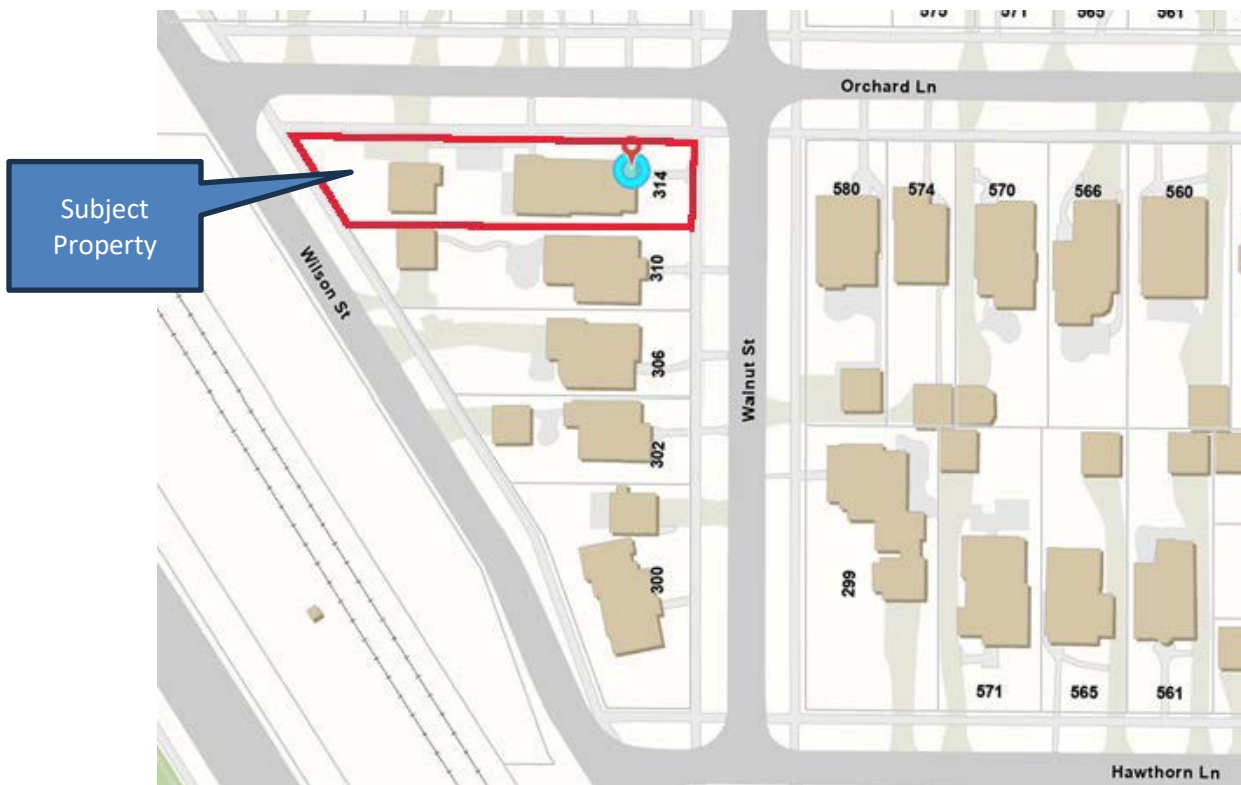 575 571 565 561
Orchard Ln
Subject
Property
314
580 574 570 566 560
310
Wilson St
306
Walnut St
302
300
299
571 565 561
Hawthorn Ln